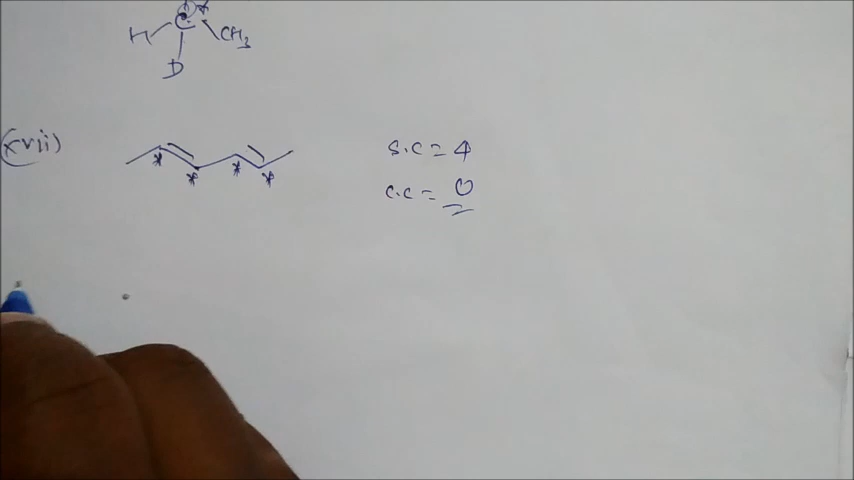 C *
H CH3
D
(xvii) * * * * S.C = 4
C.C = 0